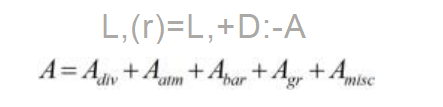 L,(r)=L,+D:-A
A = A_div + A_atm + A_bar + A_gr + A_misc